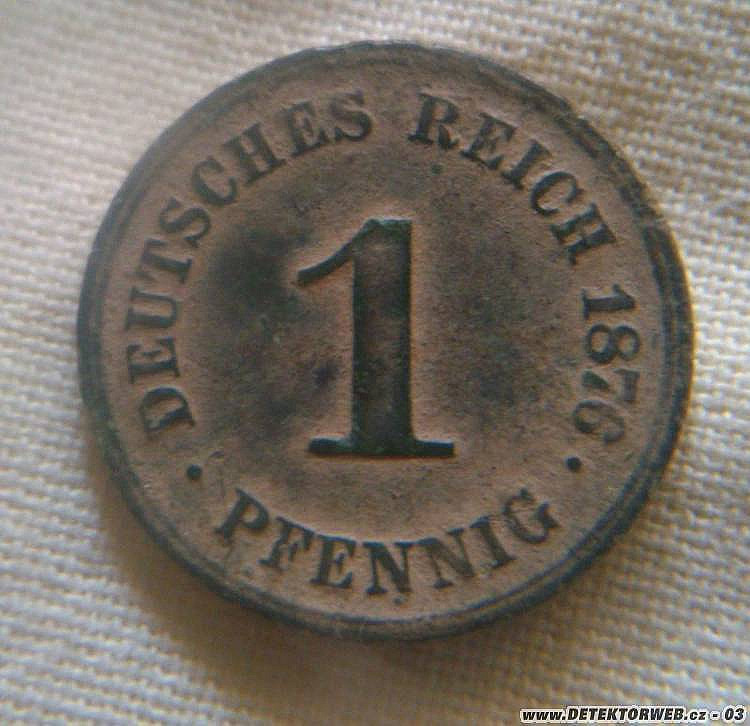 DEUTSCHES REICH 1876
1
· PFENNIG ·
www.DETEKTORWEB.cz - 03